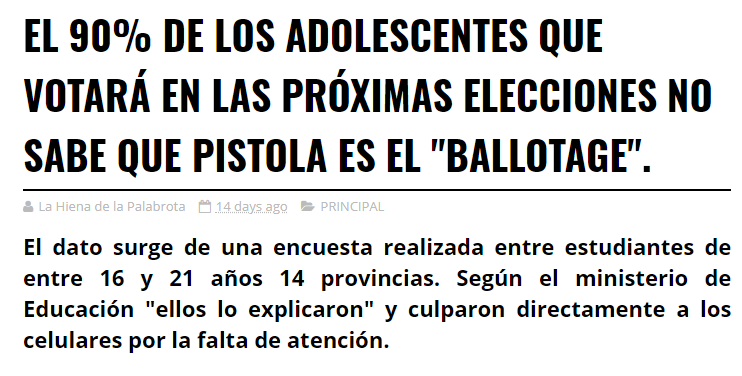 EL 90% DE LOS ADOLESCENTES QUE
VOTARÁ EN LAS PRÓXIMAS ELECCIONES NO
SABE QUE PISTOLA ES EL "BALLOTAGE".
La Hiena de la Palabrota 14 days ago PRINCIPAL
El dato surge de una encuesta realizada entre estudiantes de
entre 16 y 21 años 14 provincias. Según el ministerio de
Educación "ellos lo explicaron" y culparon directamente a los
celulares por la falta de atención.